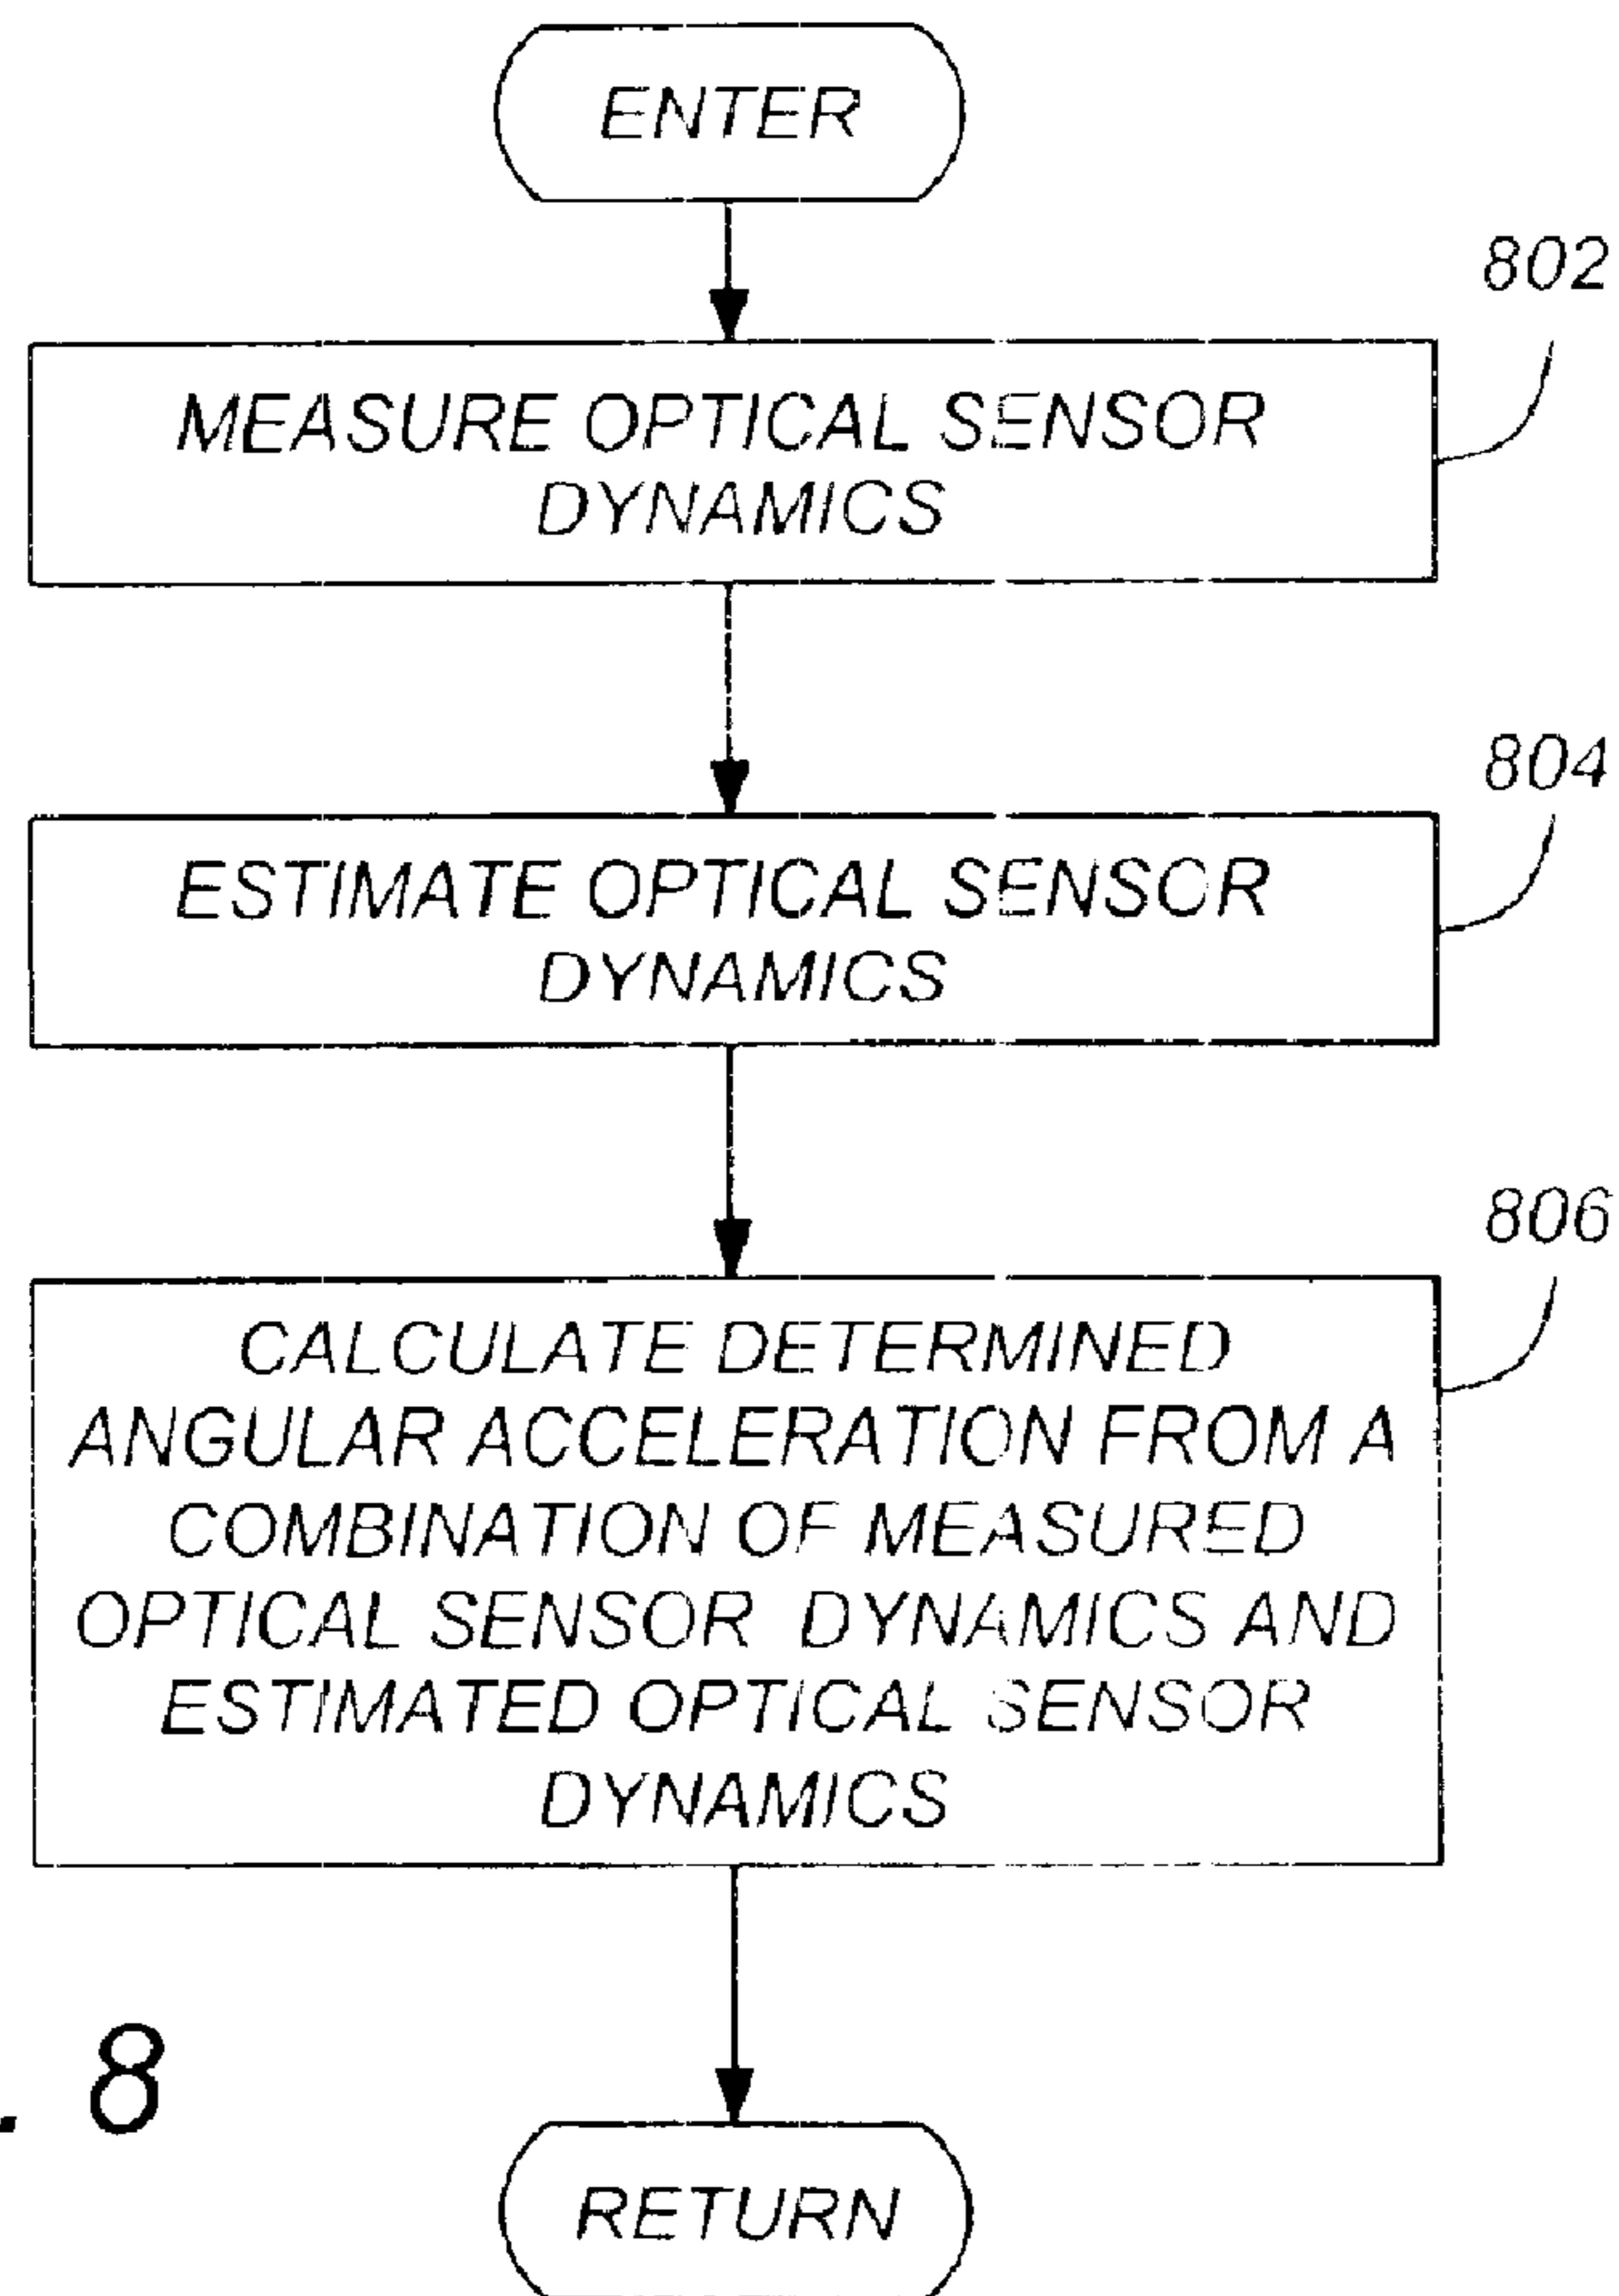 ENTER
802
MEASURE OPTICAL SENSOR
DYNAMICS
804
ESTIMATE OPTICAL SENSOR
DYNAMICS
806
CALCULATE DETERMINED
ANGULAR ACCELERATION FROM A
COMBINATION OF MEASURED
OPTICAL SENSOR DYNAMICS AND
ESTIMATED OPTICAL SENSOR
DYNAMICS
. 8
RETURN